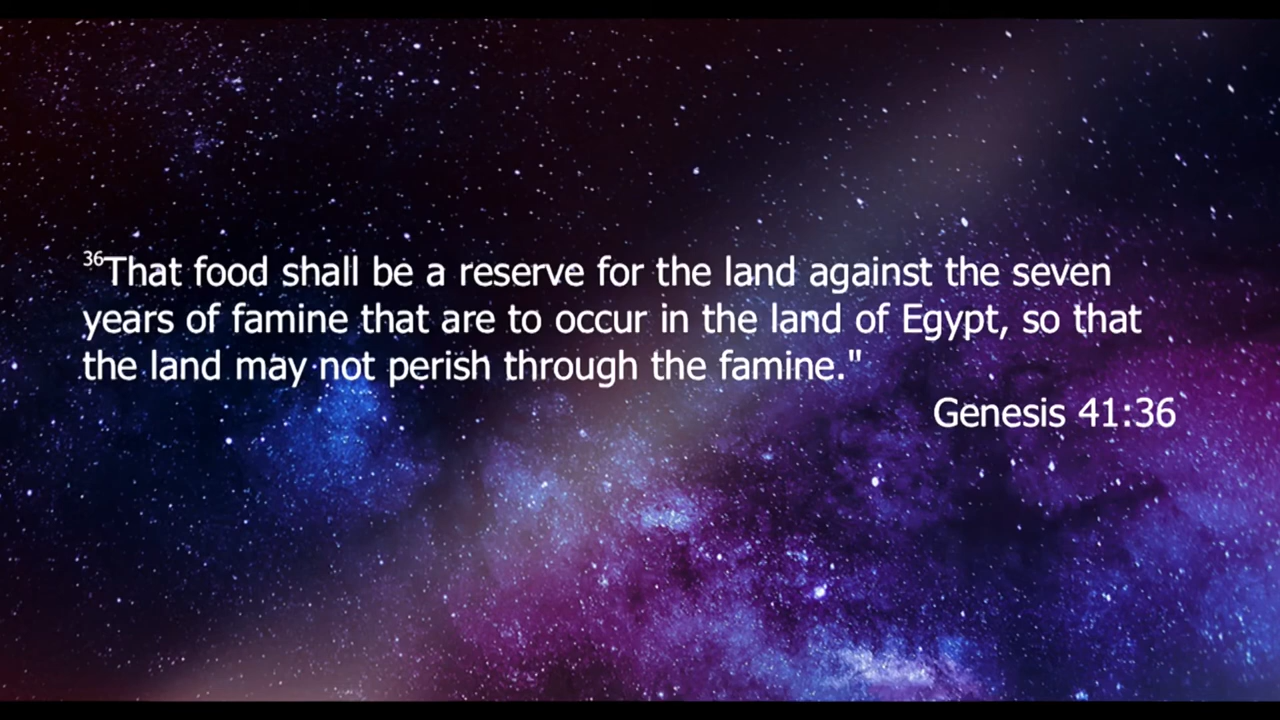 36That food shall be a reserve for the land against the seven
years of famine that are to occur in the land of Egypt, so that
the land may not perish through the famine."
Genesis 41:36